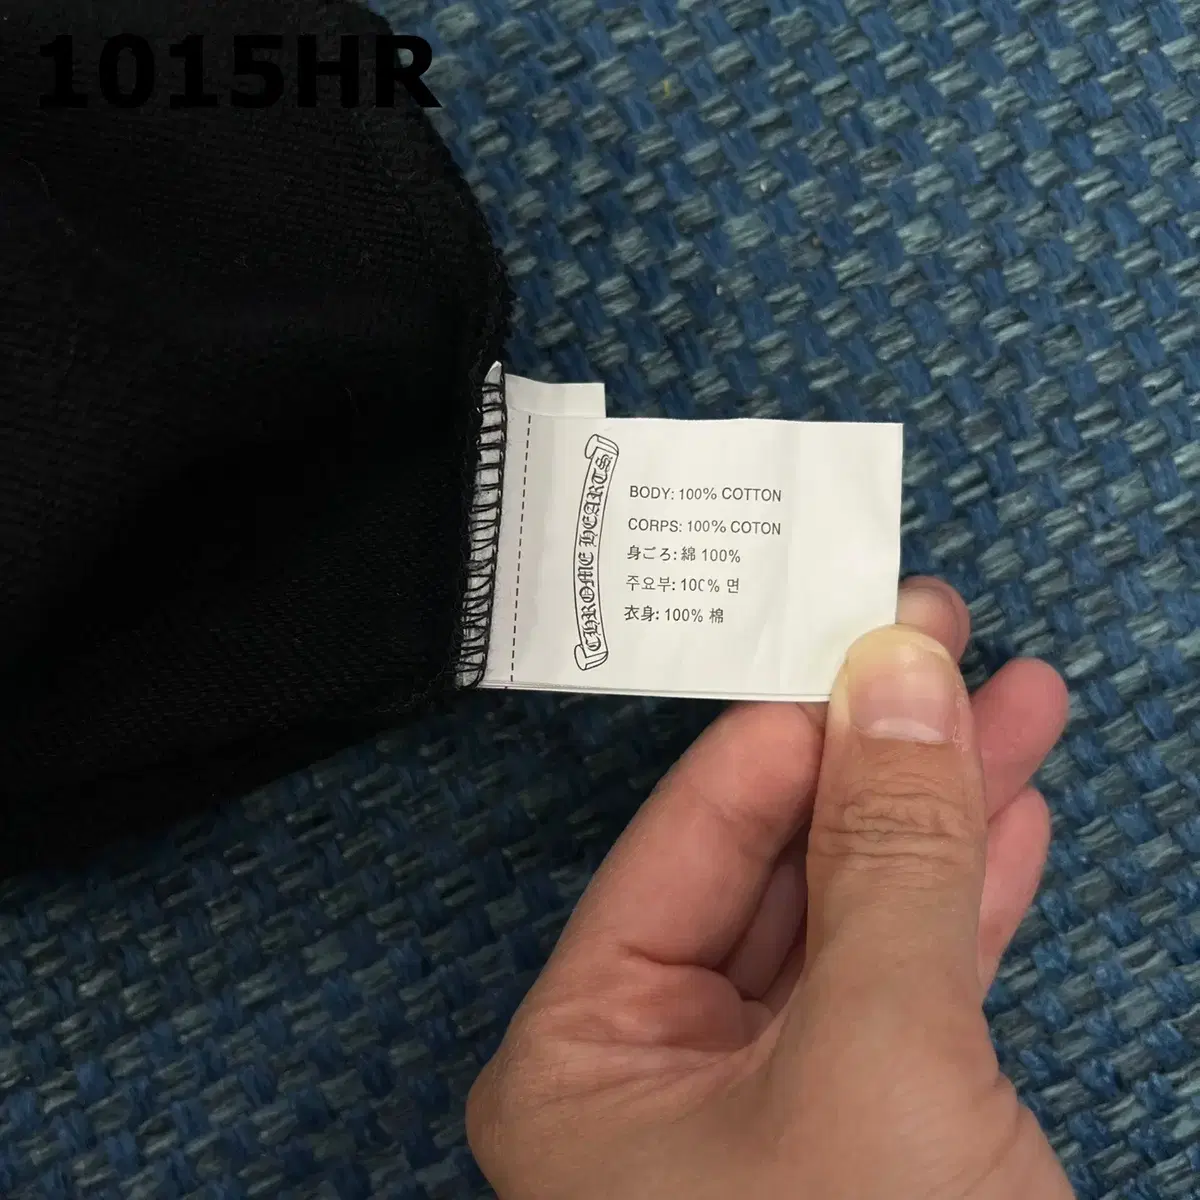 1015HR
CHROME HEARTS
BODY: 100% COTTON
CORPS: 100% COTON
身ごろ: 綿 100%
주요부: 100% 면
衣身: 100% 棉